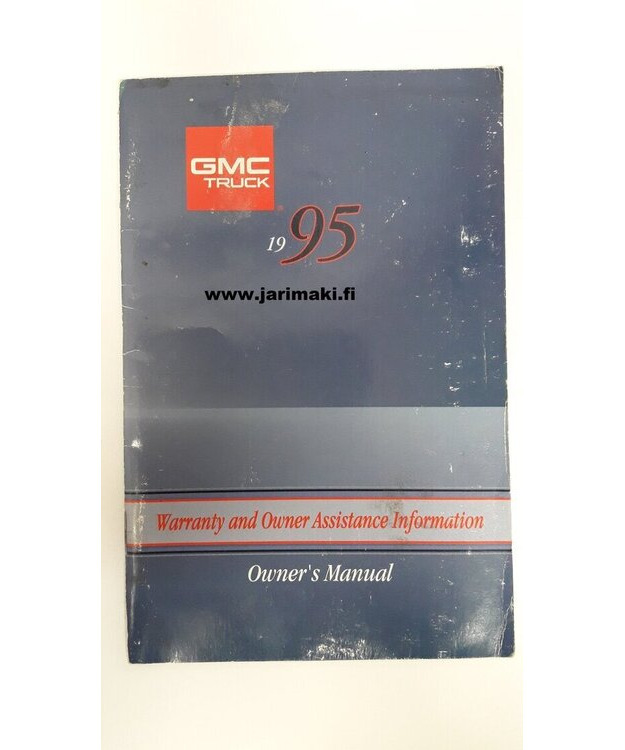 GMC
TRUCK
1995
www.jarimaki.fi
Warranty and Owner Assistance Information
Owner's Manual